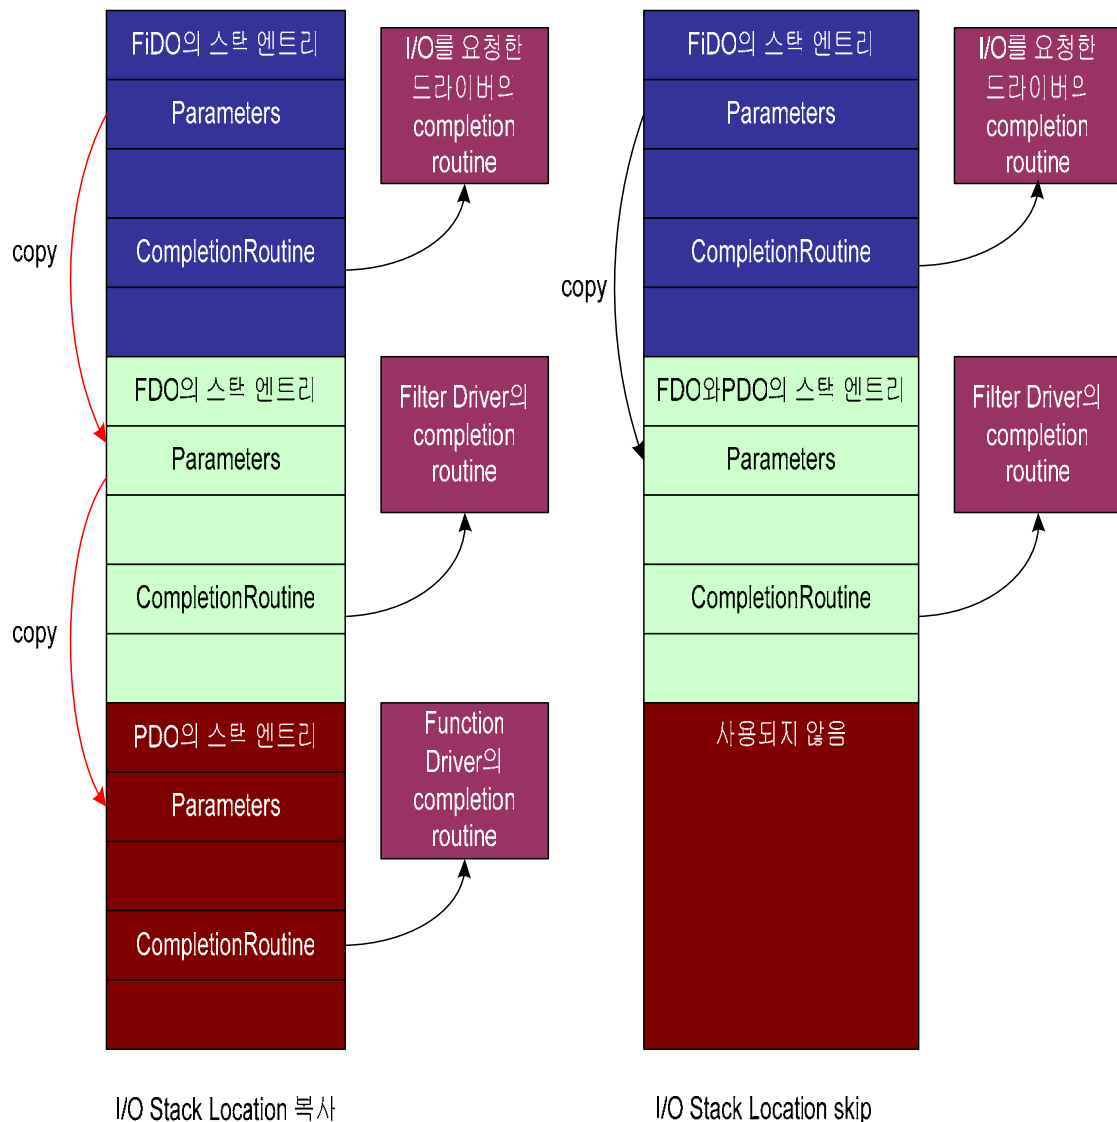 FiDO의 스탁 엔트리
Parameters
CompletionRoutine
I/O를 요청한
드라이버의
completion
routine
copy
FDO의 스탁 엔트리
Parameters
CompletionRoutine
Filter Driver의
completion
routine
copy
PDO의 스탁 엔트리
Parameters
CompletionRoutine
Function
Driver의
completion
routine
I/O Stack Location 복사
FiDO의 스탁 엔트리
Parameters
CompletionRoutine
I/O를 요청한
드라이버의
completion
routine
copy
FDO와PDO의 스탁 엔트리
Parameters
CompletionRoutine
Filter Driver의
completion
routine
사용되지 않음
I/O Stack Location skip